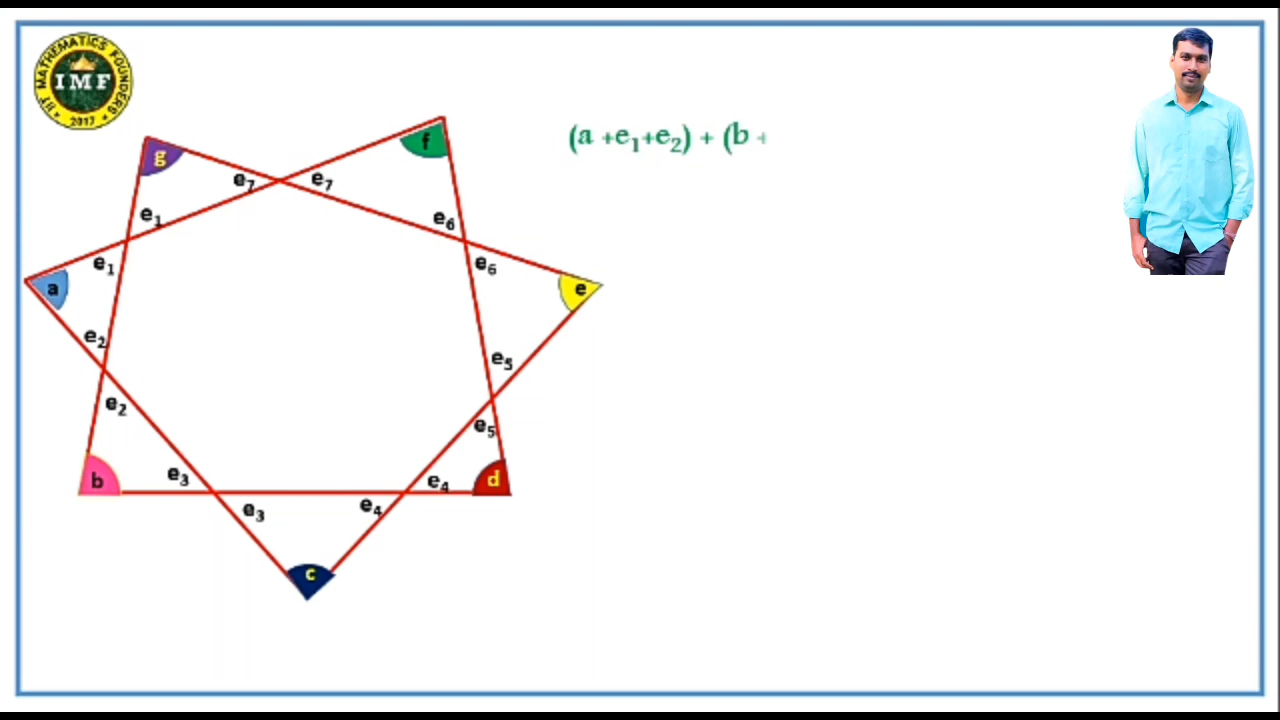 IIT MATHEMATICS FOUNDERS
IMF
2017
(a +e₁+e₂) + (b +
g
f
e₇ e₇
e₁
e₆
e₁
e₆
a
e
e₂
e₅
e₂
e₅
b
e₃
e₄
d
e₃
e₄
c